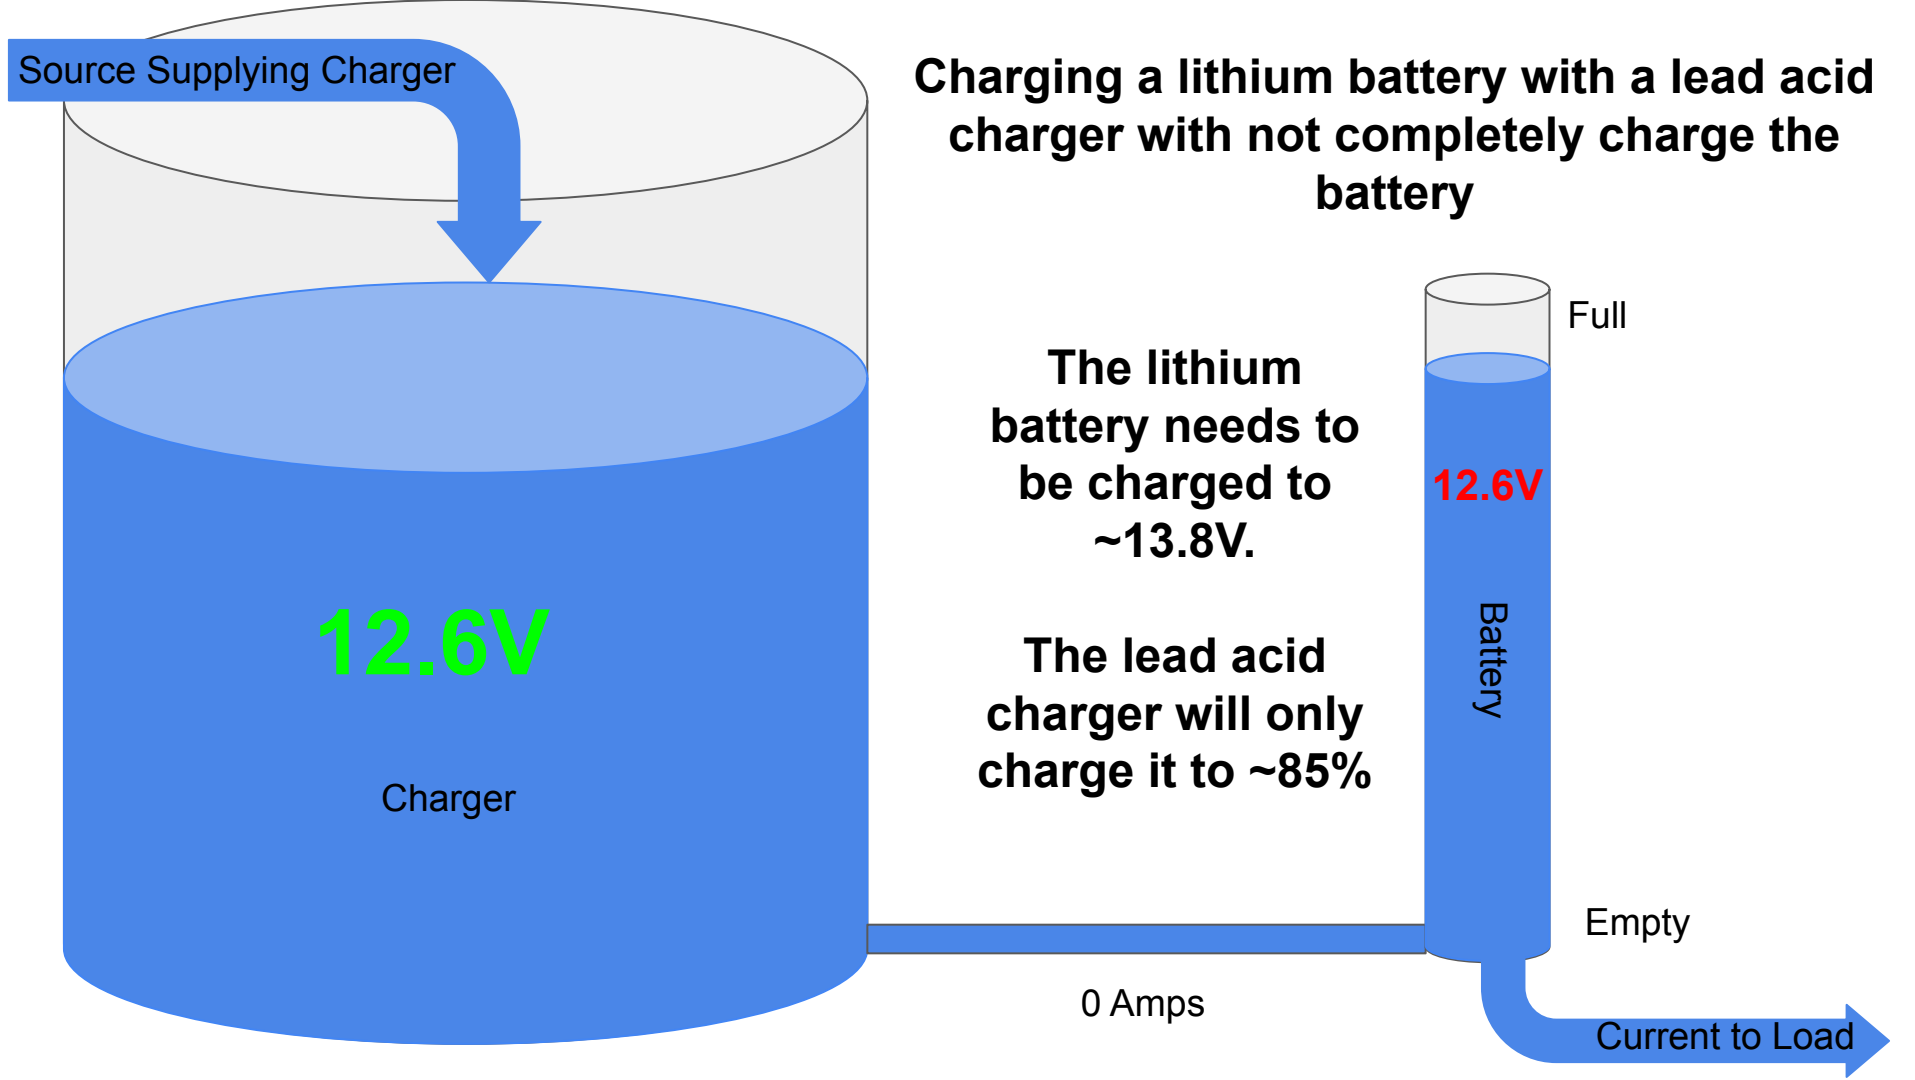 Source Supplying Charger
Charging a lithium battery with a lead acid
charger with not completely charge the
battery
Full
The lithium
battery needs to
be charged to
~13.8V.
12.6V
12.6V
Battery
The lead acid
charger will only
charge it to ~85%
Charger
Empty
0 Amps
Current to Load